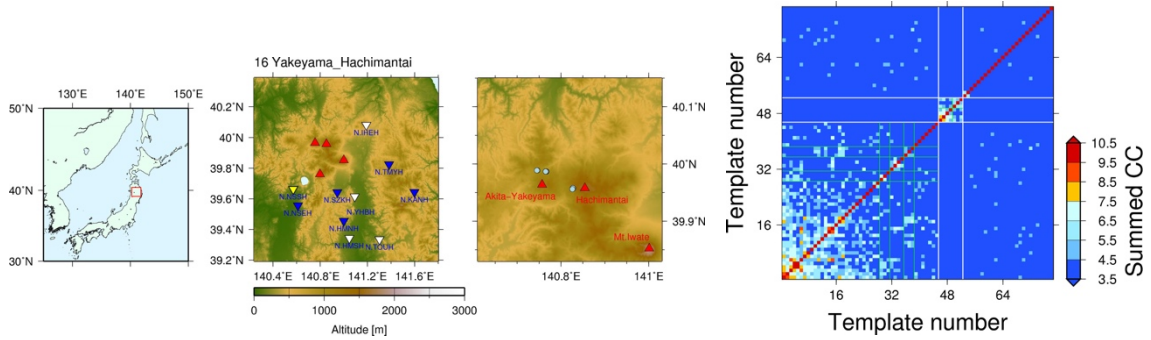 16 Yakeyama_Hachimantai
130˚E 140˚E 150˚E
50˚N
40˚N
30˚N
40.2˚N
40˚N
39.8˚N
39.6˚N
39.4˚N
39.2˚N
N.IREH
N.TMYH
N.SZKH
N.KANH
N.YHBH
N.HMNH
N.TOUH
140.4˚E 140.8˚E 141.2˚E 141.6˚E
0 1000 2000 3000
Altitude [m]
40.1˚N
40˚N
39.9˚N
Akita-Yakeyama
Hachimantai
Mt Iwate
140.8˚E 141˚E
Template number
64
48
32
16
16 32 48 64
Template number
10.5
9.5
8.5
7.5
6.5
5.5
4.5
3.5
Summed CC